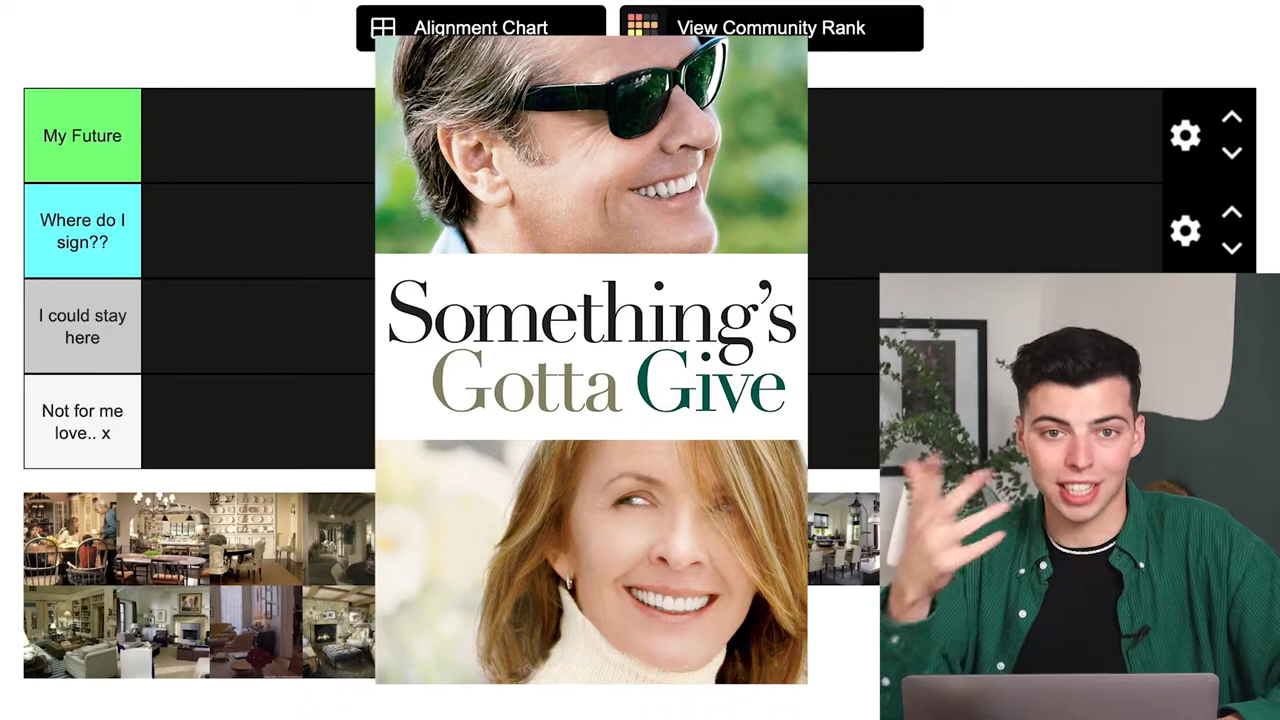 Alignment Chart
View Community Rank
My Future
Where do I
sign??
I could stay
here
Not for me
love.. x
Something's
Gotta Give